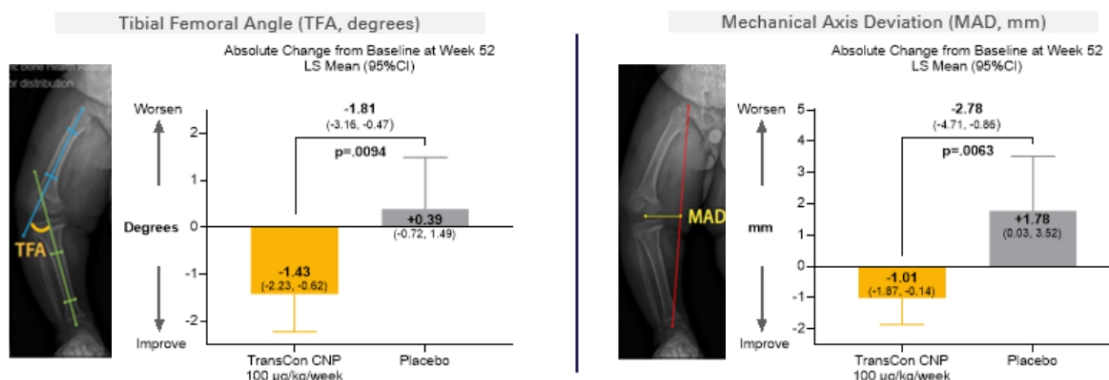 Tibial Femoral Angle (TFA, degrees)
Absolute Change from Baseline at Week 52
LS Mean (95%CI)
or distribution
Worsen
-1.81
(-3.16, -0.47)
p=.0094
2
1
0
-1
-2
Degrees
+0.39
(-0.72, 1.49)
TFA
-1.43
(-2.23, -0.62)
Improve
TransCon CNP
100 µg/kg/week
Placebo
Mechanical Axis Deviation (MAD, mm)
Absolute Change from Baseline at Week 52
LS Mean (95%CI)
Worsen
-2.78
(-4.71, -0.86)
p=.0063
5
4
3
2
1
0
-1
-2
MAD
mm
+1.78
(0.03, 3.52)
-1.01
(-1.87, -0.14)
Improve
TransCon CNP
100 µg/kg/week
Placebo